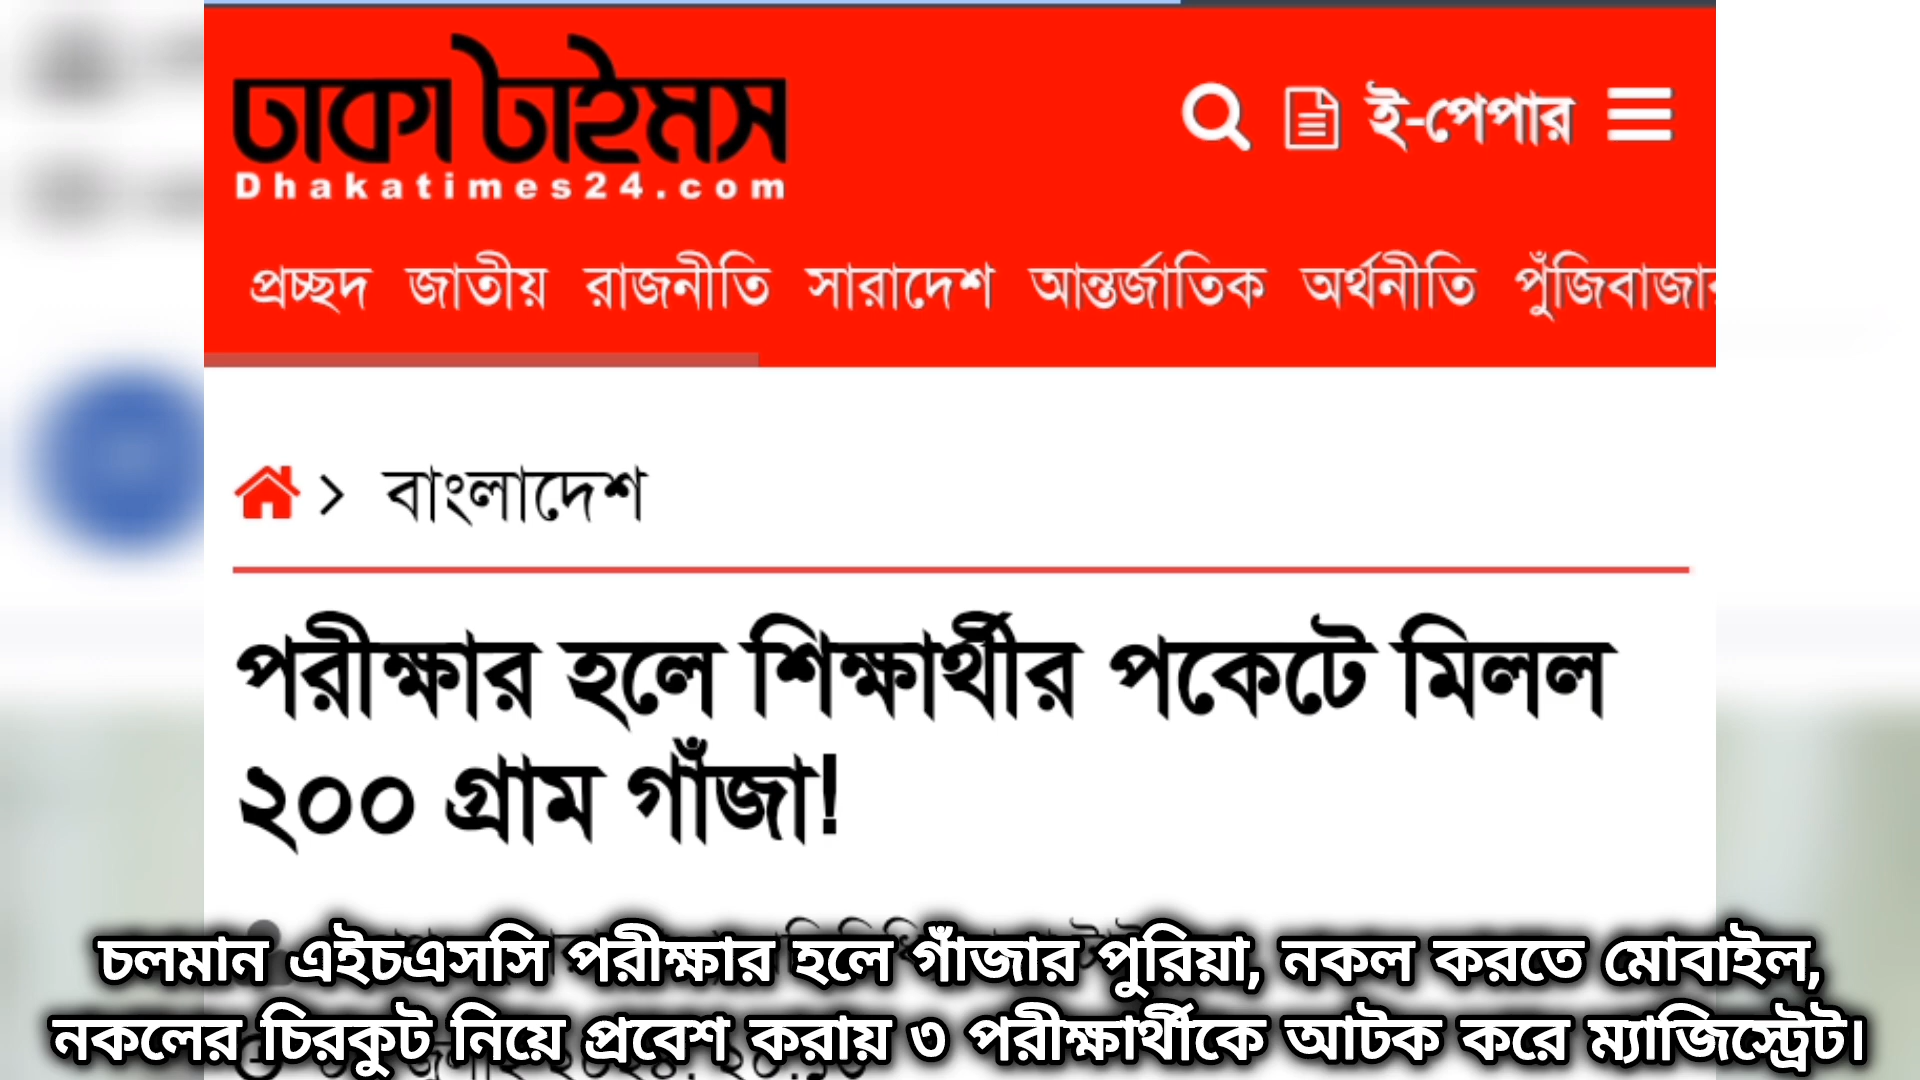 ঢাকা টাইমস
Dhakatimes24.com
ই-পেপার
প্রচ্ছদ জাতীয় রাজনীতি সারাদেশ আন্তর্জাতিক অর্থনীতি পুঁজিবাজার
> বাংলাদেশ
পরীক্ষার হলে শিক্ষার্থীর পকেটে মিলল
২০০ গ্রাম গাঁজা!
চলমান এইচএসসি পরীক্ষার হলে গাঁজার পুরিয়া, নকল করতে মোবাইল,
নকলের চিরকুট নিয়ে প্রবেশ করায় ৩ পরীক্ষার্থীকে আটক করে ম্যাজিস্ট্রেট।